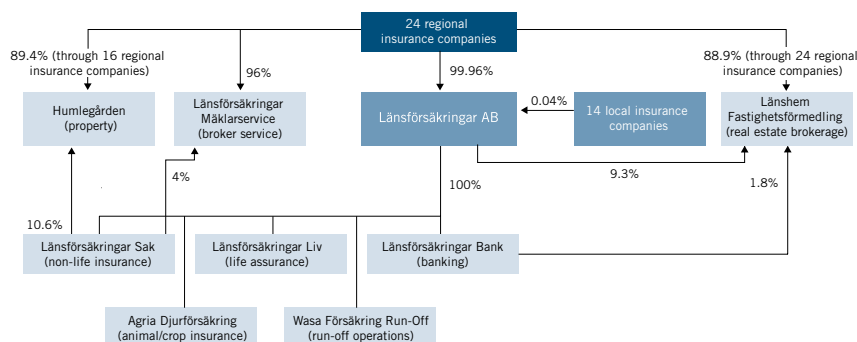 24 regional
insurance companies
89.4% (through 16 regional
insurance companies)
96%
99.96%
88.9% (through 24 regional
insurance companies)
Humlegården
(property)
Länsförsäkringar
Mäklarservice
(broker service)
Länsförsäkringar AB
0.04%
14 local insurance
companies
Länshem
Fastighetsförmedling
(real estate brokerage)
4%
100%
9.3%
1.8%
10.6%
Länsförsäkringar Sak
(non-life insurance)
Länsförsäkringar Liv
(life assurance)
Länsförsäkringar Bank
(banking)
Agria Djurförsäkring
(animal/crop insurance)
Wasa Försäkring Run-Off
(run-off operations)